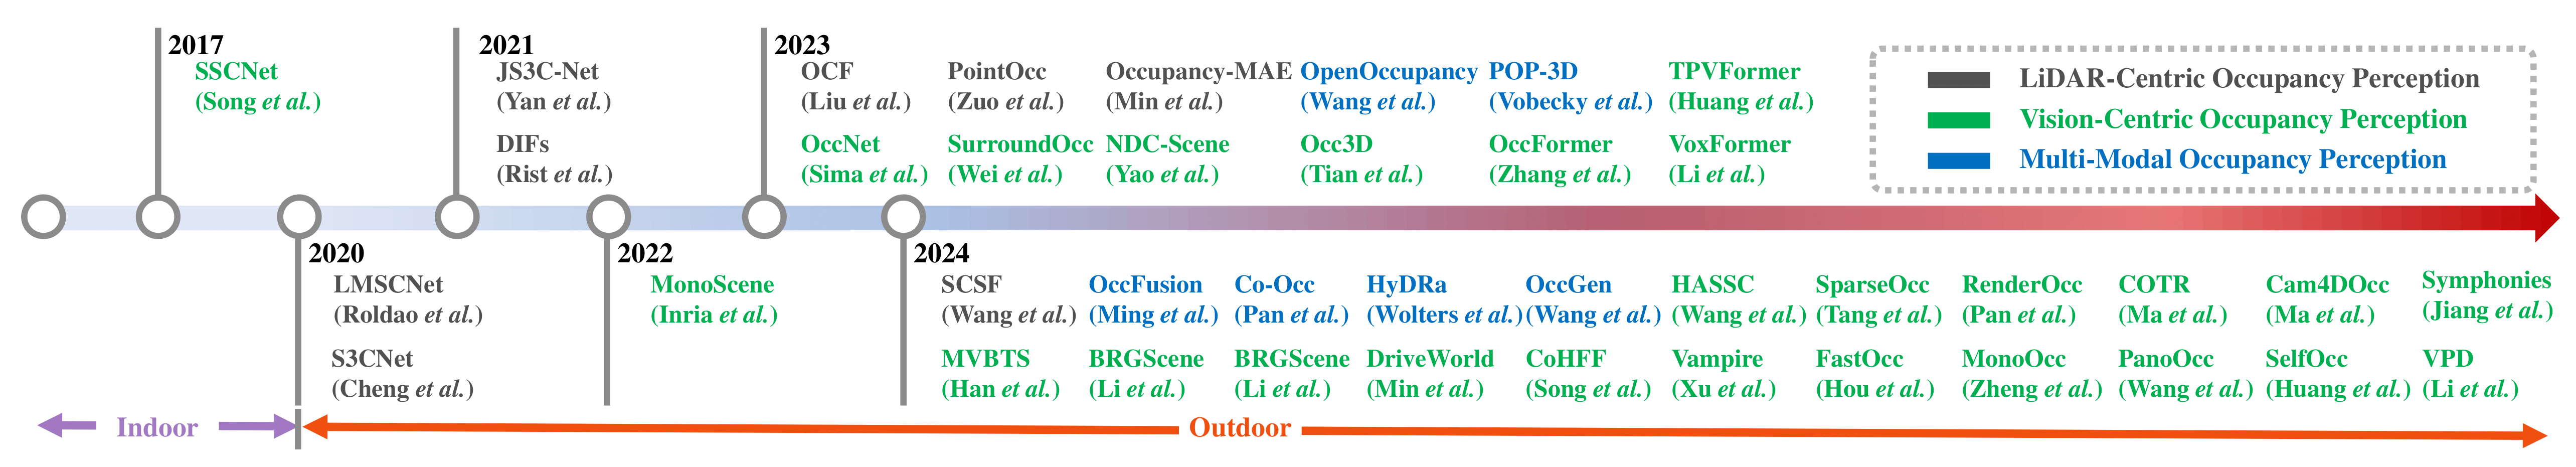 2017
SSCNet
(Song et al.)
2021
JS3C-Net
(Yan et al.)
DIFs
(Rist et al.)
2023
OCF PointOcc Occupancy-MAE OpenOccupancy POP-3D TPVFormer
(Liu et al.) (Zuo et al.) (Min et al.) (Wang et al.) (Vobecky et al.) (Huang et al.)
OccNet SurroundOcc NDC-Scene Occ3D OccFormer VoxFormer
(Sima et al.) (Wei et al.) (Yao et al.) (Tian et al.) (Zhang et al.) (Li et al.)
LiDAR-Centric Occupancy Perception
Vision-Centric Occupancy Perception
Multi-Modal Occupancy Perception
2020
LMSCNet
(Roldao et al.)
S3CNet
(Cheng et al.)
2022
MonoScene
(Inria et al.)
2024
SCSF OccFusion Co-Occ HyDRa OccGen HASSC SparseOcc RenderOcc COTR Cam4DOcc Symphonies
(Wang et al.) (Ming et al.) (Pan et al.) (Wolters et al.) (Wang et al.) (Wang et al.) (Tang et al.) (Pan et al.) (Ma et al.) (Ma et al.) (Jiang et al.)
MVBTS BRGScene BRGScene DriveWorld CoHFF Vampire FastOcc MonoOcc PanoOcc SelfOcc VPD
(Han et al.) (Li et al.) (Li et al.) (Min et al.) (Song et al.) (Xu et al.) (Hou et al.) (Zheng et al.) (Wang et al.) (Huang et al.) (Li et al.)
Indoor
Outdoor